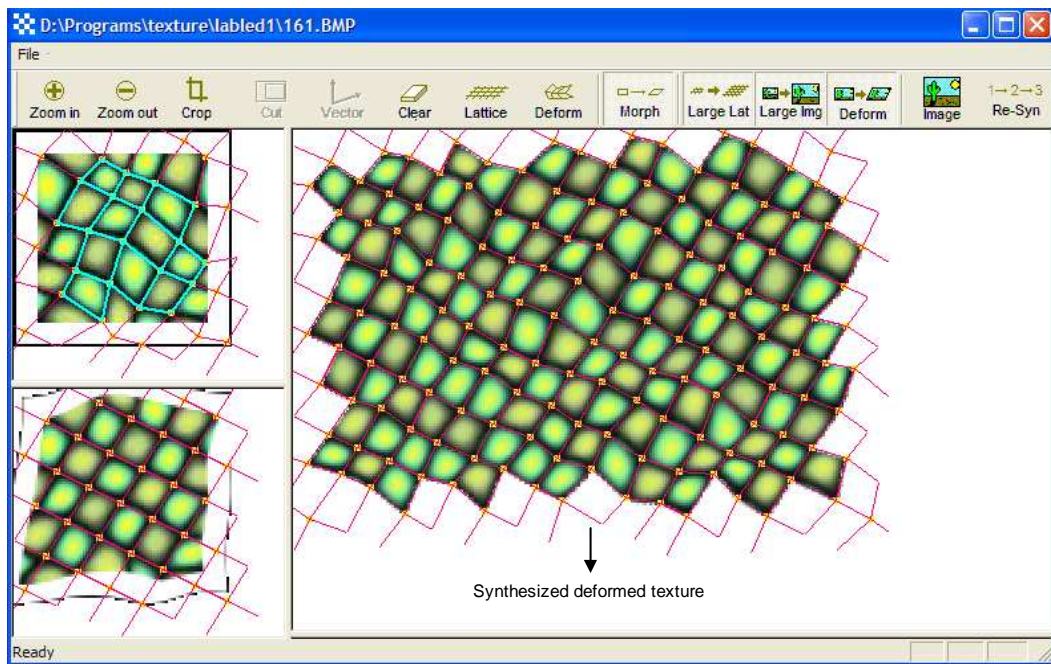 D:\Programs\texture\labled1\161.BMP
File
Zoom in Zoom out Crop Cut Vector Clear Lattice Deform Morph Large Lat Large Img Deform Image 1→2→3 Re-Syn
Synthesized deformed texture
Ready